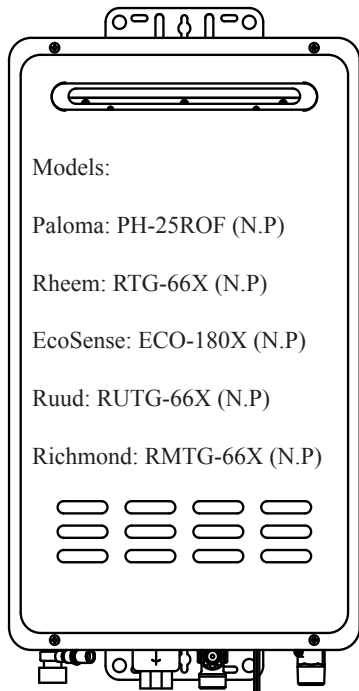 Models:
Paloma: PH-25ROF (N.P)
Rheem: RTG-66X (N.P)
EcoSense: ECO-180X (N.P)
Ruud: RUTG-66X (N.P)
Richmond: RMTG-66X (N.P)